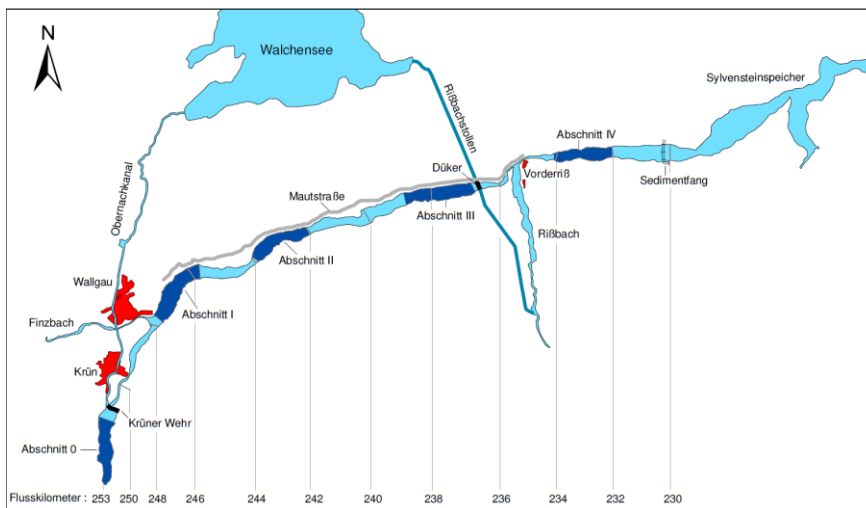 N
Walchensee
Sylvensteinspeicher
Rißbachstollen
Obernachkanal
Abschnitt IV
Düker
Vorderriß
Sedimentfang
Mautstraße
Abschnitt III
Rißbach
Abschnitt II
Wallgau
Abschnitt I
Finzbach
Krün
Krüner Wehr
Abschnitt 0
Flusskilometer : 253 250 248 246 244 242 240 238 236 234 232 230